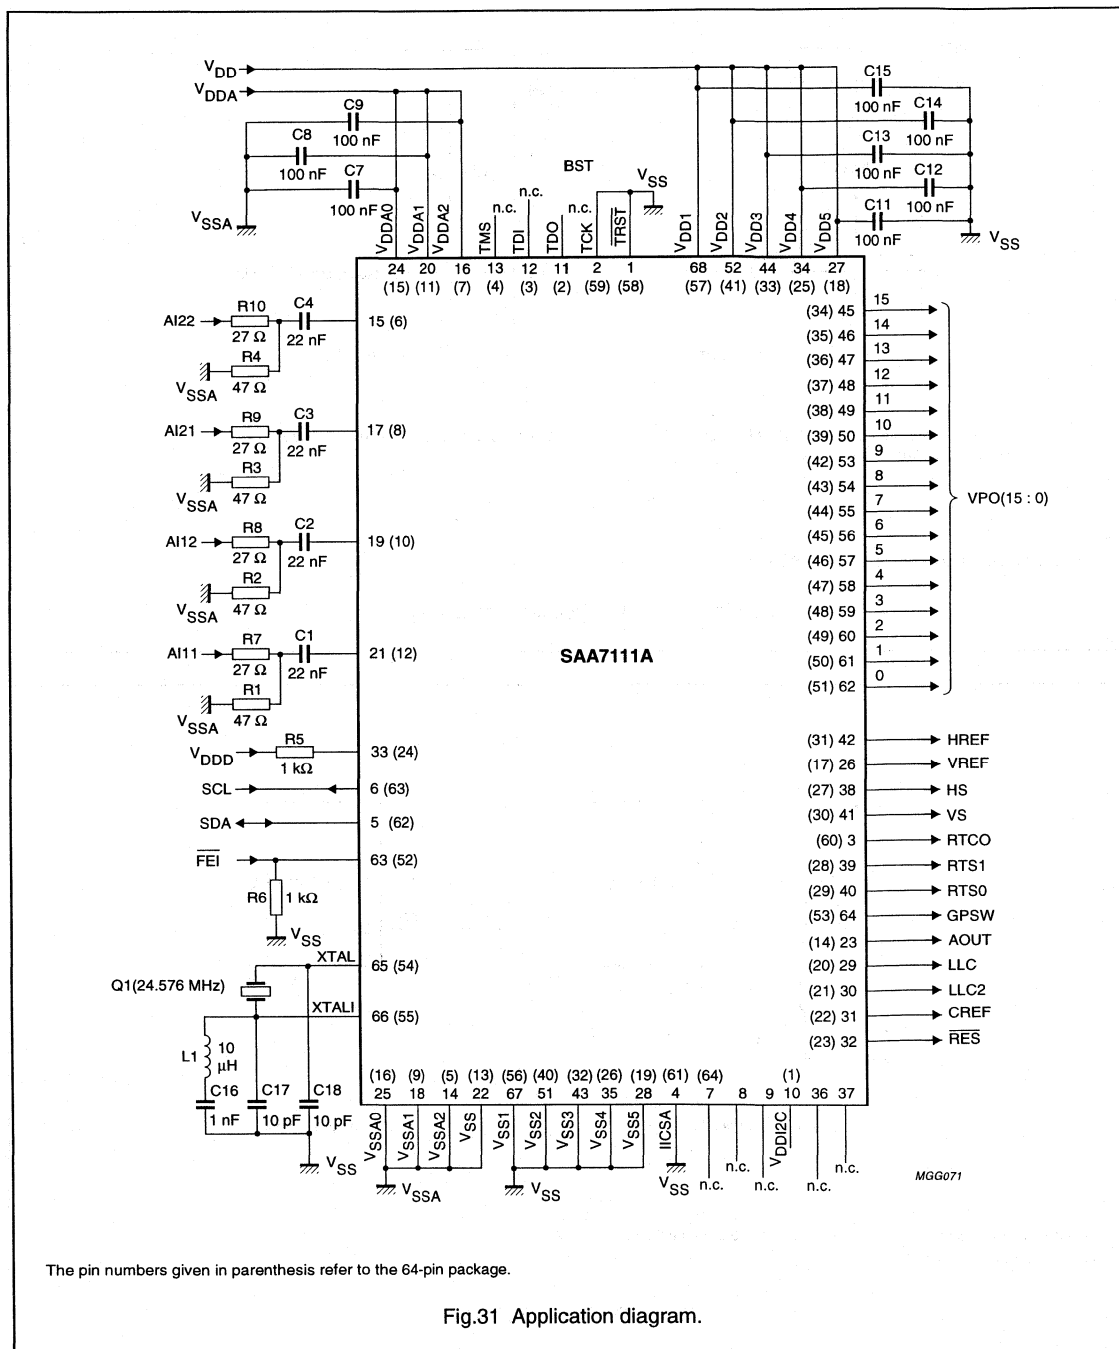 VDD
VDDA
C9
100 nF
C8
100 nF
C7
100 nF
VSSA
C15
100 nF
C14
100 nF
C13
100 nF
C12
100 nF
C11
100 nF
VSS
BST
VSS
n.c. n.c. n.c.
VDDA0 VDDA1 VDDA2 TMS TDI TDO TCK TRST VDD1 VDD2 VDD3 VDD4 VDD5
24 20 16 13 12 11 2 1 68 52 44 34 27
(15) (11) (7) (4) (3) (2) (59) (58) (57) (41) (33) (25) (18)
AI22 R10 27 Ω C4 22 nF 15 (6)
R4 47 Ω VSSA
AI21 R9 27 Ω C3 22 nF 17 (8)
R3 47 Ω VSSA
AI12 R8 27 Ω C2 22 nF 19 (10)
R2 47 Ω VSSA
AI11 R7 27 Ω C1 22 nF 21 (12)
R1 47 Ω VSSA
VDDD R5 1 kΩ 33 (24)
SCL 6 (63)
SDA 5 (62)
FEI 63 (52)
R6 1 kΩ
VSS
XTAL 65 (54)
Q1(24.576 MHz)
XTALI 66 (55)
L1 10 μH
C16 1 nF C17 10 pF C18 10 pF
VSS
SAA7111A
(34) 45 15
(35) 46 14
(36) 47 13
(37) 48 12
(38) 49 11
(39) 50 10
(42) 53 9
(43) 54 8
(44) 55 7
(45) 56 6
(46) 57 5
(47) 58 4
(48) 59 3
(49) 60 2
(50) 61 1
(51) 62 0
VPO(15 : 0)
(31) 42 HREF
(17) 26 VREF
(27) 38 HS
(30) 41 VS
(60) 3 RTCO
(28) 39 RTS1
(29) 40 RTS0
(53) 64 GPSW
(14) 23 AOUT
(20) 29 LLC
(21) 30 LLC2
(22) 31 CREF
(23) 32 RES
(16) (9) (5) (13) (56) (40) (32) (26) (19) (61) (64) (1)
25 18 14 22 67 51 43 35 28 4 7 8 9 10 36 37
VSSA0 VSSA1 VSSA2 VSS VSS1 VSS2 VSS3 VSS4 VSS5 IICSA VDDI2C
VSSA VSS VSS n.c. n.c. n.c. n.c. n.c.
MGG071
The pin numbers given in parenthesis refer to the 64-pin package.
Fig.31 Application diagram.